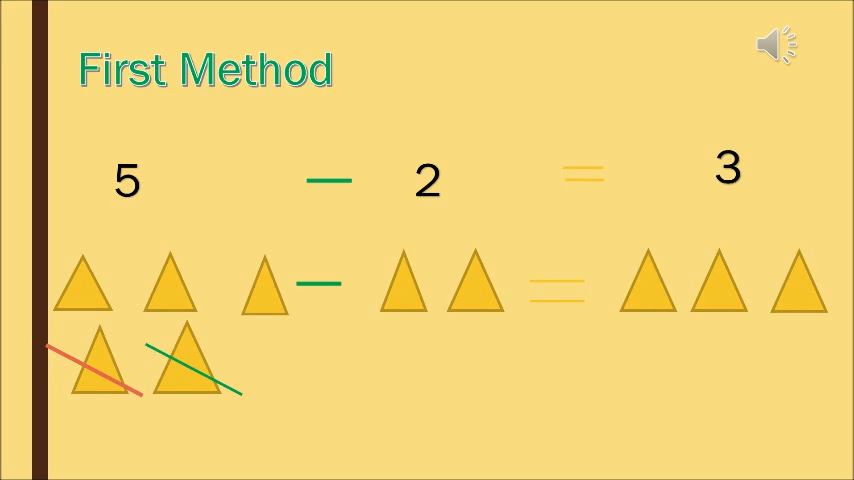 First Method
5 — 2 = 3
— =